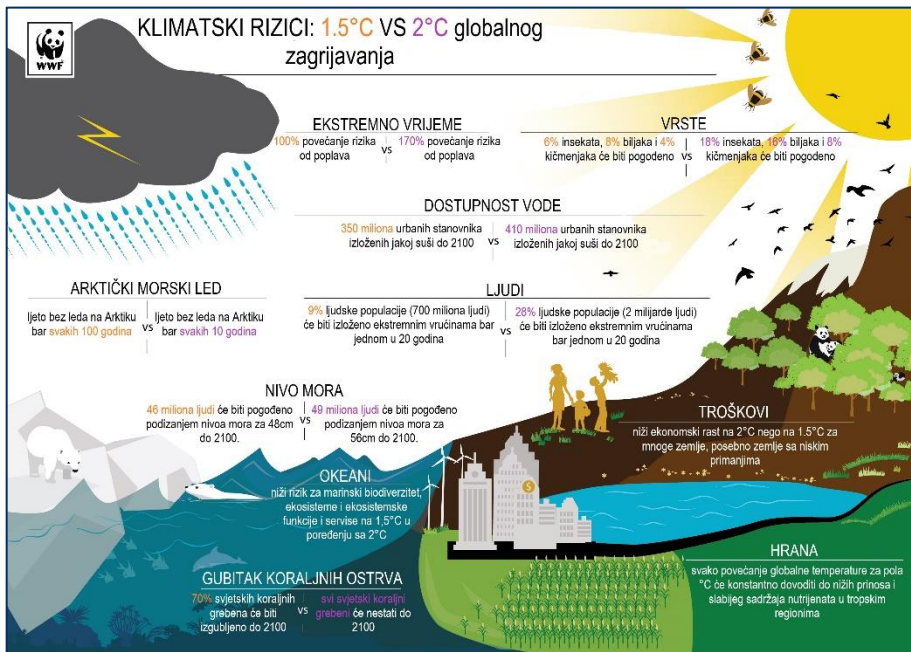 WWF
KLIMATSKI RIZICI: 1.5°C VS 2°C globalnog
zagrijavanja
EKSTREMNO VRIJEME
100% povećanje rizika
od poplava
vs
170% povećanje rizika
od poplava
VRSTE
6% insekata, 8% biljaka i 4%
kičmenjaka će biti pogođeno
vs
18% insekata, 16% biljaka i 8%
kičmenjaka će biti pogođeno
DOSTUPNOST VODE
350 miliona urbanih stanovnika
izloženih jakoj suši do 2100
vs
410 miliona urbanih stanovnika
izloženih jakoj suši do 2100
ARKTIČKI MORSKI LED
ljeto bez leda na Arktiku
bar svakih 100 godina
vs
ljeto bez leda na Arktiku
bar svakih 10 godina
LJUDI
9% ljudske populacije (700 miliona ljudi)
će biti izloženo ekstremnim vrućinama bar
jednom u 20 godina
vs
28% ljudske populacije (2 milijarde ljudi)
će biti izloženo ekstremnim vrućinama
bar jednom u 20 godina
NIVO MORA
46 miliona ljudi će biti pogođeno
podizanjem nivoa mora za 48cm
do 2100.
vs
49 miliona ljudi će biti pogođeno
podizanjem nivoa mora za
56cm do 2100.
TROŠKOVI
niži ekonomski rast na 2°C nego na 1.5°C za
mnoge zemlje, posebno zemlje sa niskim
primanjima
OKEANI
niži rizik za marinski biodiverzitet,
ekosisteme i ekosistemske
funkcije i servise na 1,5°C u
poređenju sa 2°C
$
HRANA
svako povećanje globalne temperature za pola
°C će konstantno dovoditi do nižih prinosa i
slabijeg sadržaja nutrijenata u tropskim
regionima
GUBITAK KORALJNIH OSTRVA
70% svjetskih koraljnih
grebena će biti
izgubljeno do 2100
vs
svi svjetski koraljni
grebeni će nestati do
2100